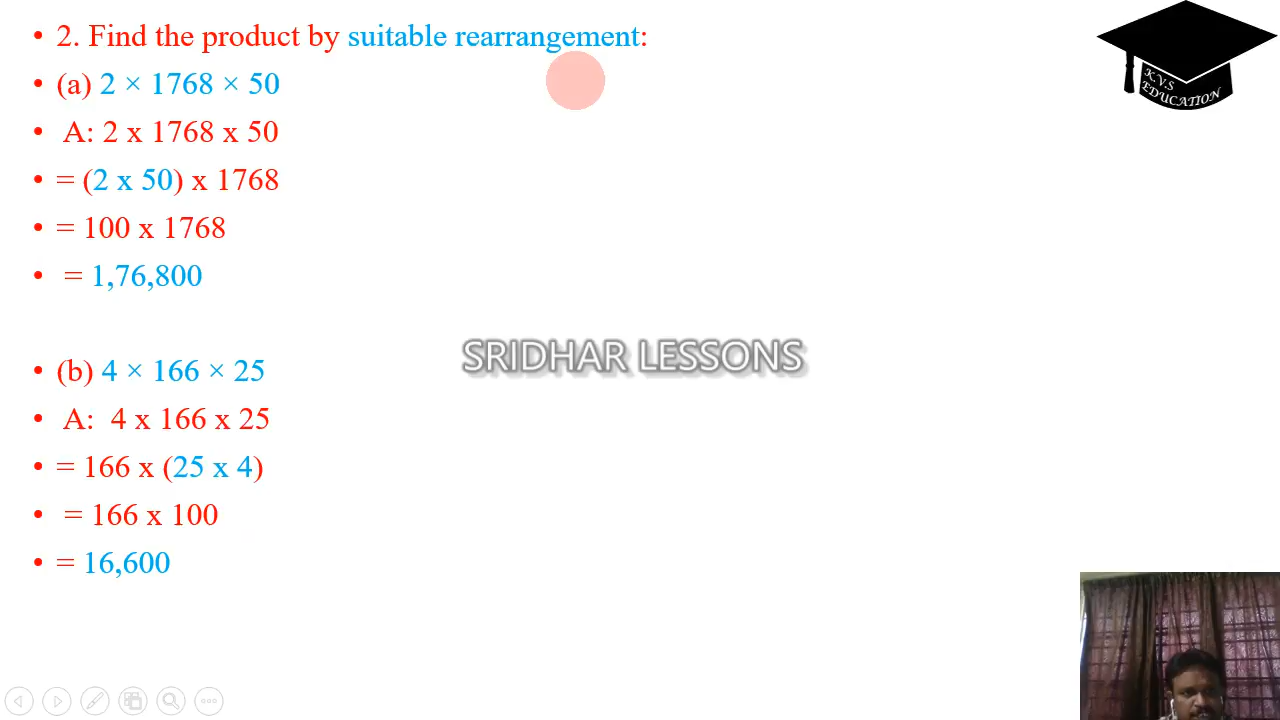 • 2. Find the product by suitable rearrangement:
• (a) 2 × 1768 × 50
• A: 2 x 1768 x 50
• = (2 x 50) x 1768
• = 100 x 1768
• = 1,76,800
• (b) 4 × 166 × 25
• A: 4 x 166 x 25
• = 166 x (25 x 4)
• = 166 x 100
• = 16,600
K.V.S
EDUCATION
SRIDHAR LESSONS